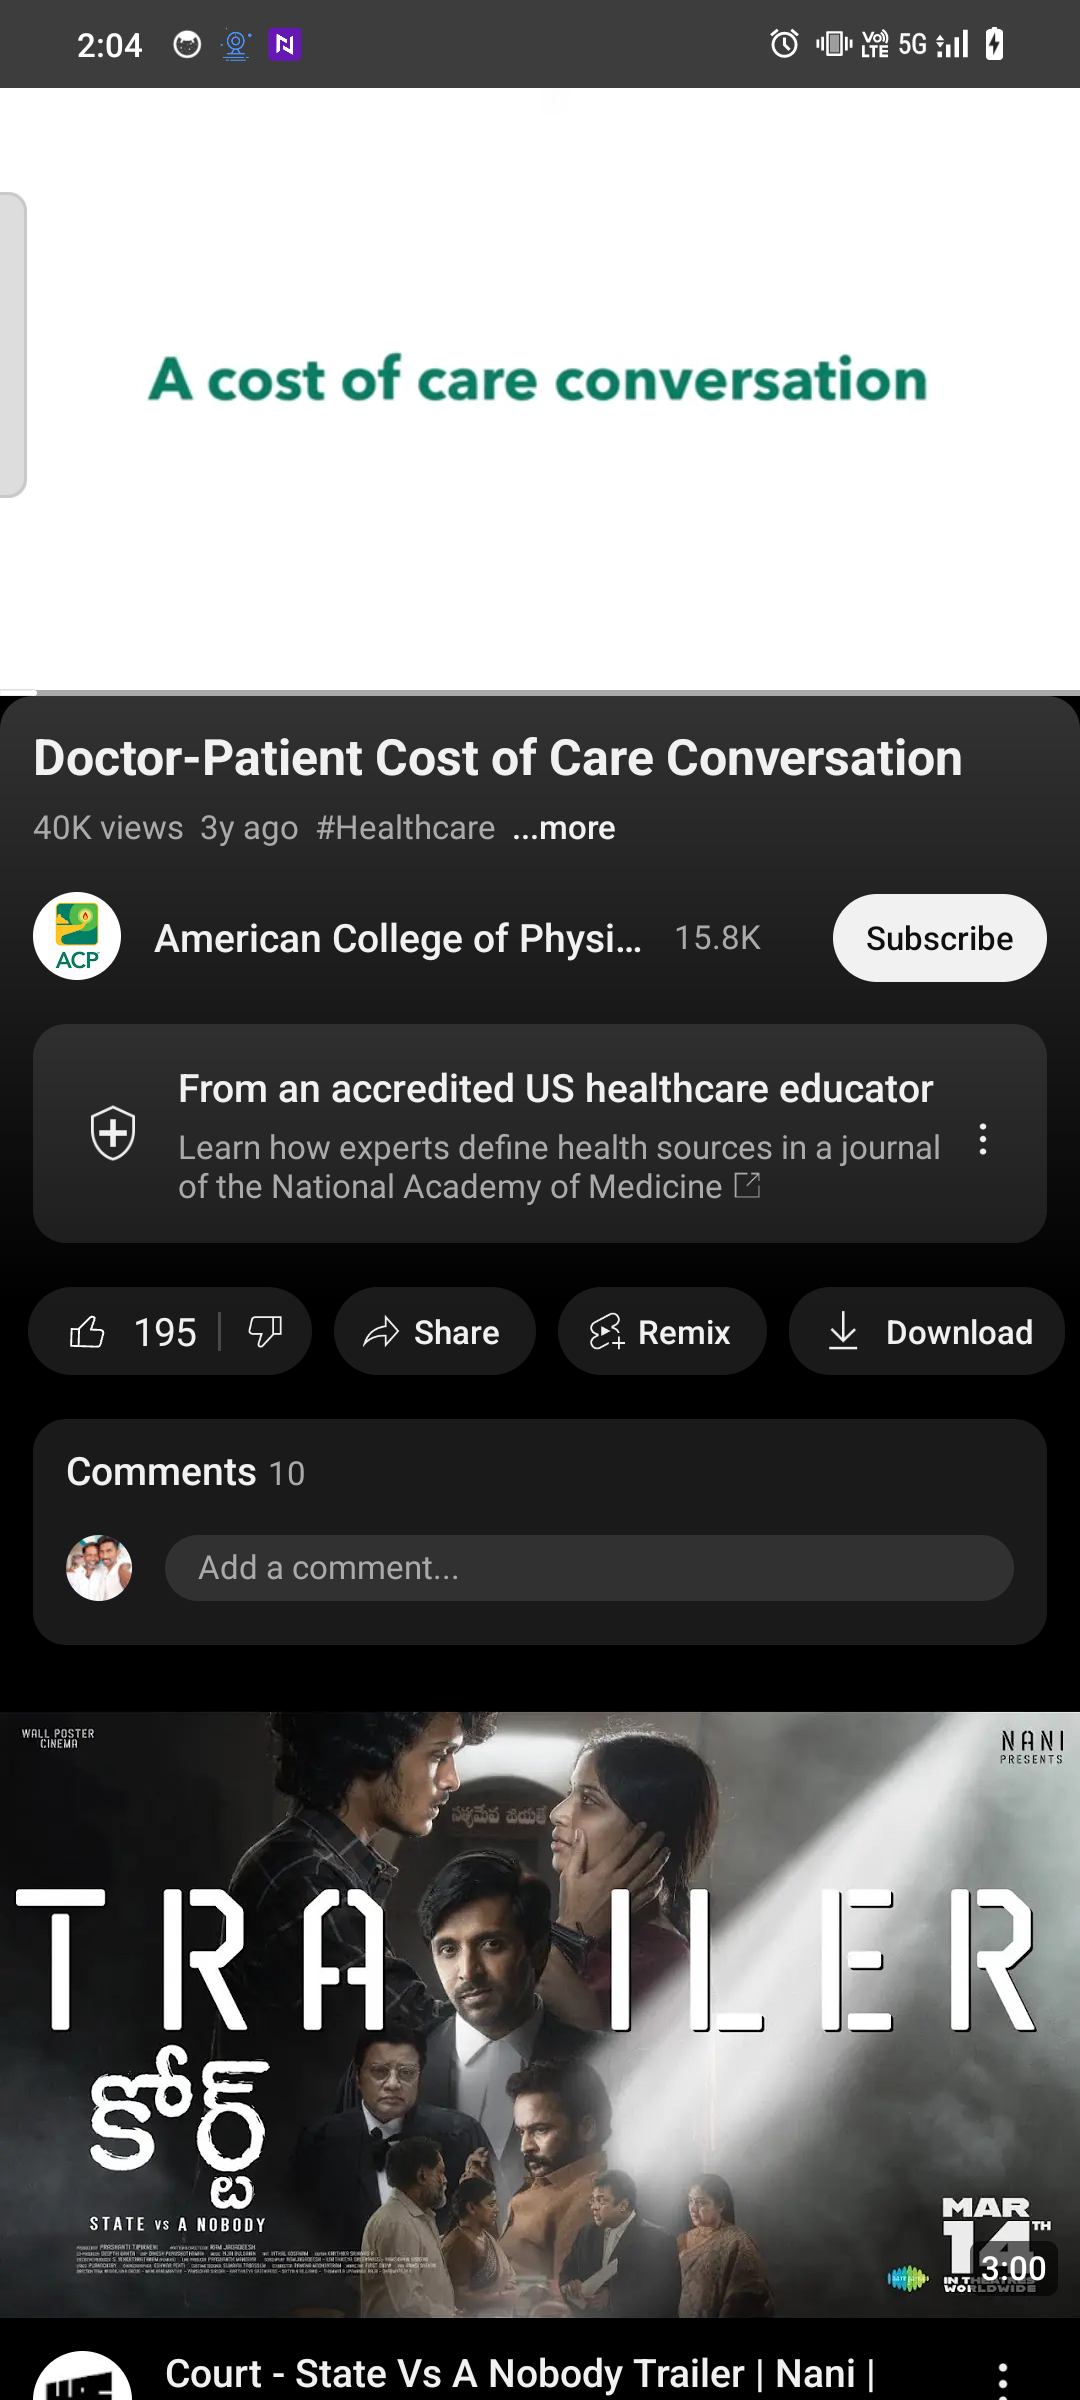 2:04
VoLTE 5G
A cost of care conversation
Doctor-Patient Cost of Care Conversation
40K views 3y ago #Healthcare ...more
ACP
American College of Physi... 15.8K
Subscribe
From an accredited US healthcare educator
Learn how experts define health sources in a journal
of the National Academy of Medicine
195
Share
Remix
Download
Comments 10
Add a comment...
WALL POSTER
CINEMA
NANI
PRESENTS
సత్యమేవ జయతే
TRAILER
కోర్ట్
STATE vs A NOBODY
MAR
14TH
IN THEATRES
WORLDWIDE
3:00
Court - State Vs A Nobody Trailer | Nani |